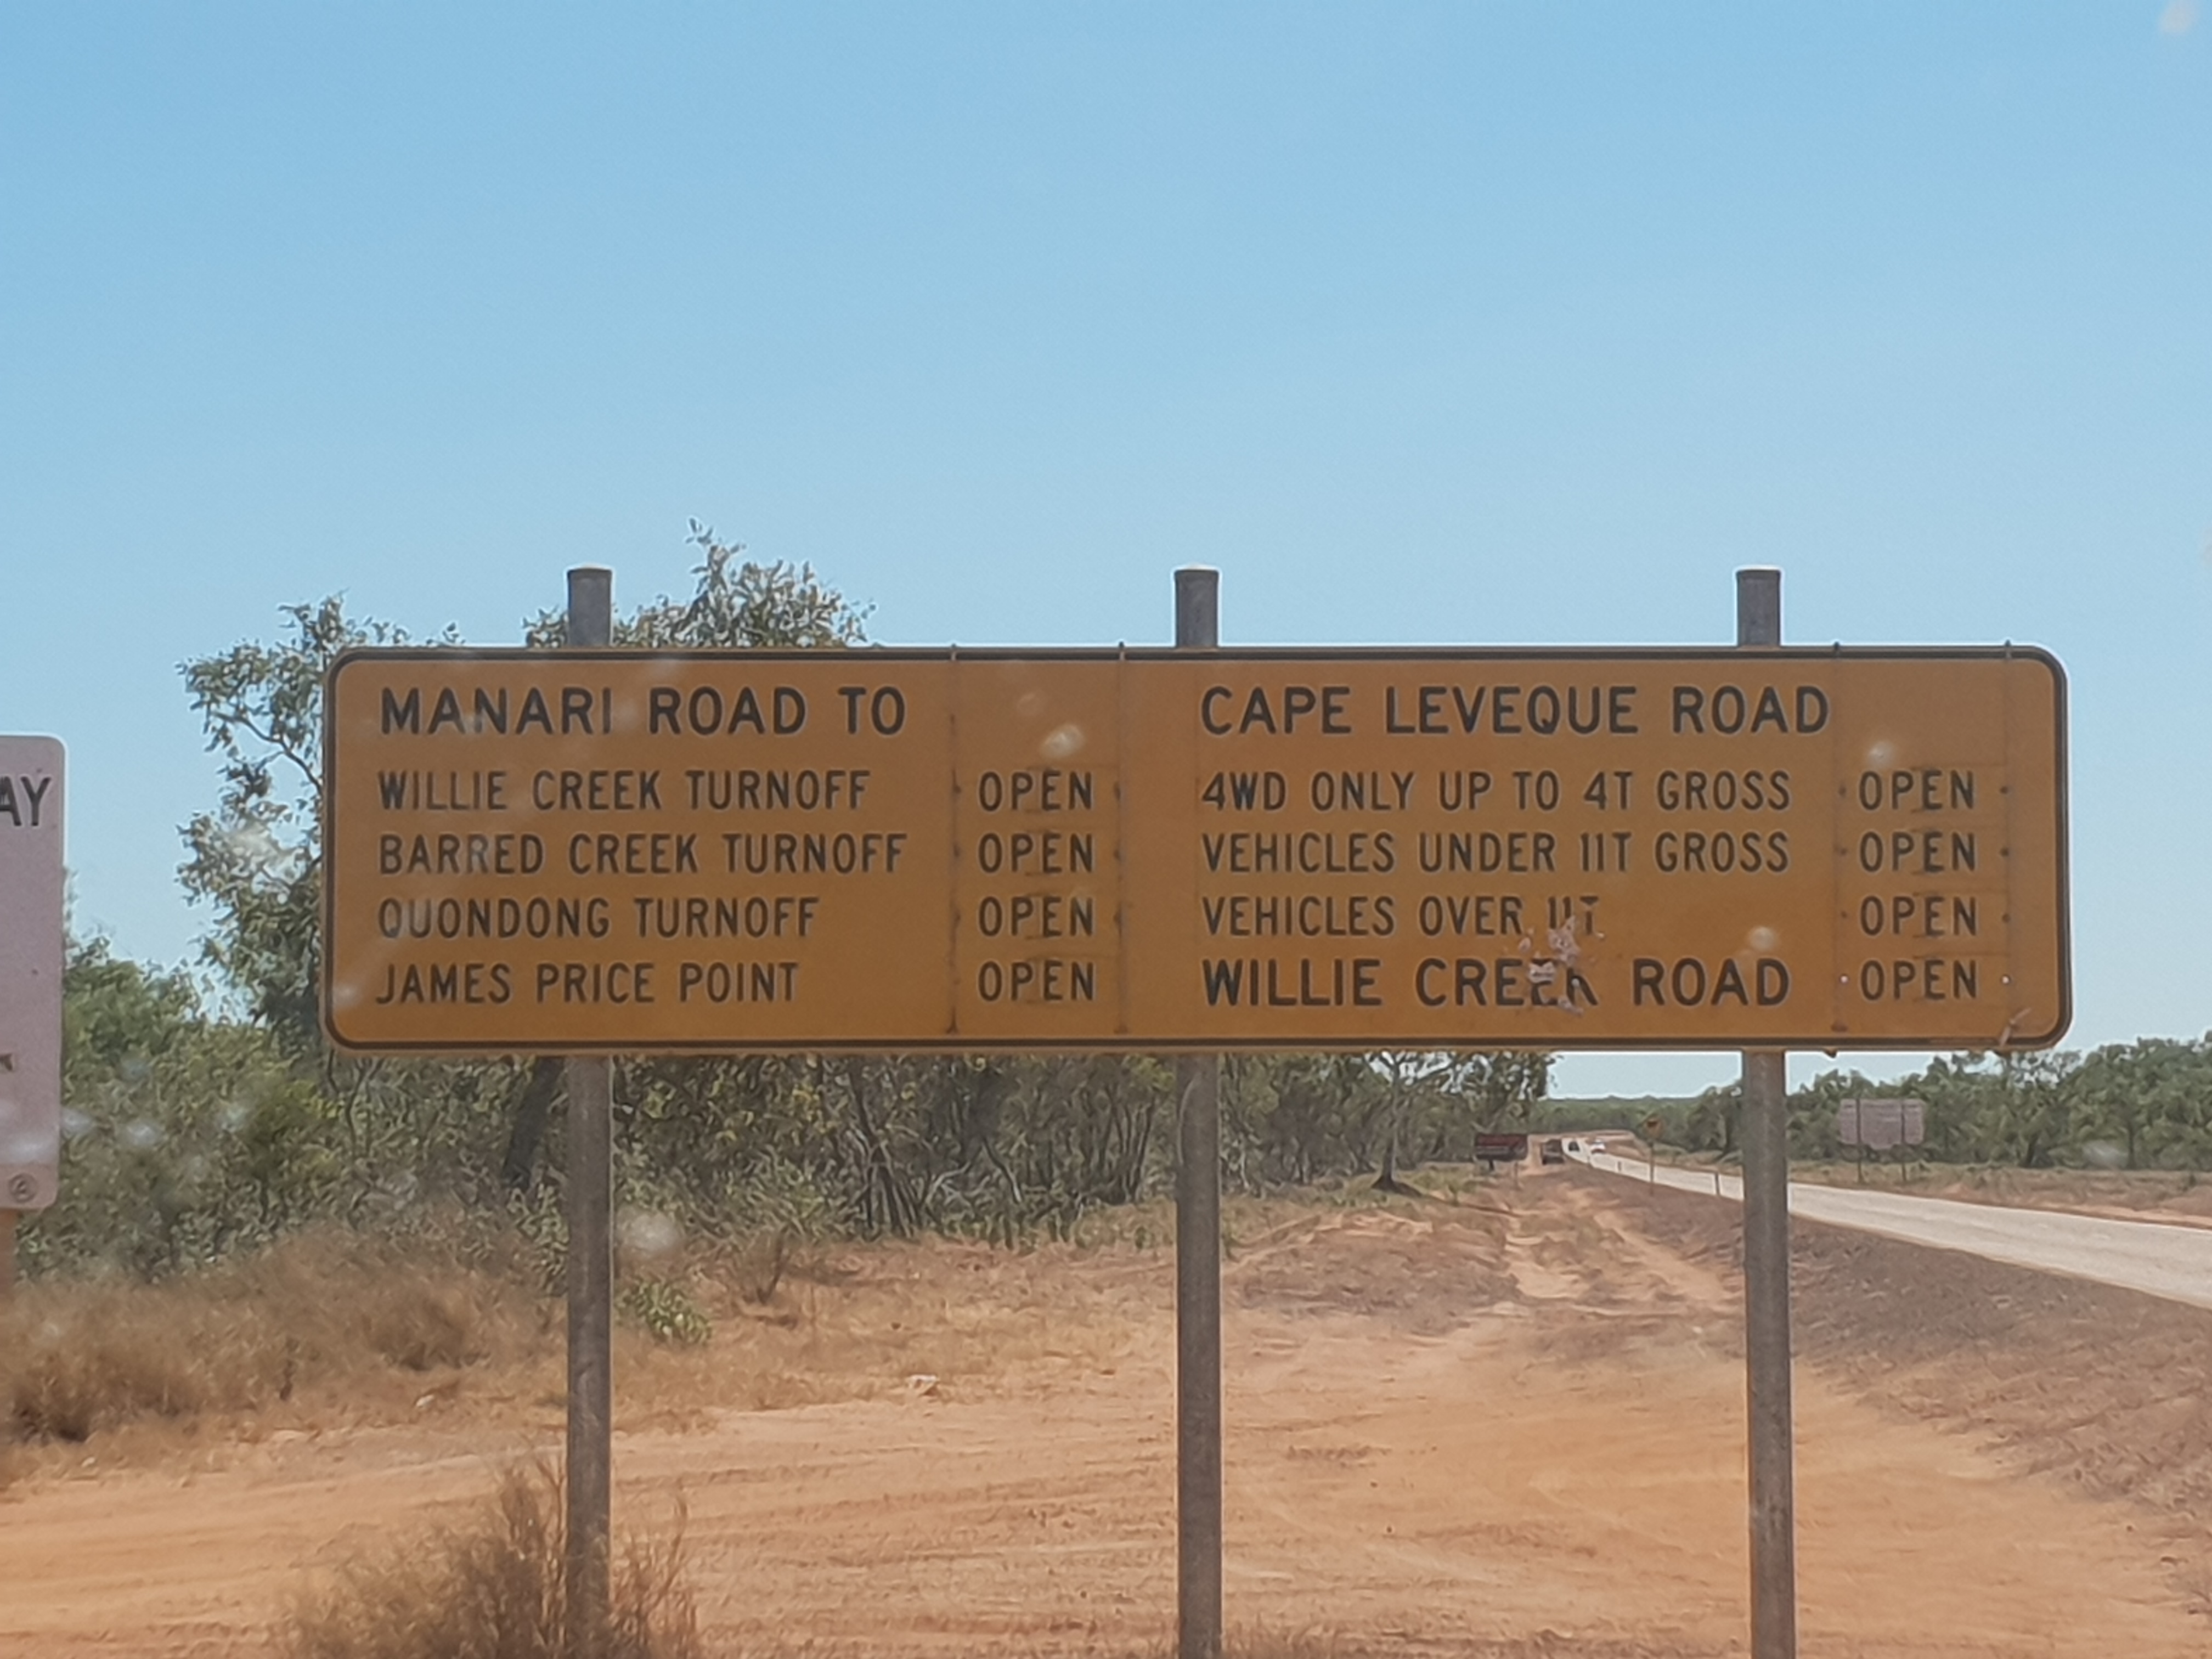 AY
MANARI ROAD TO
WILLIE CREEK TURNOFF OPEN
BARRED CREEK TURNOFF OPEN
QUONDONG TURNOFF OPEN
JAMES PRICE POINT OPEN
CAPE LEVEQUE ROAD
4WD ONLY UP TO 4T GROSS OPEN
VEHICLES UNDER 11T GROSS OPEN
VEHICLES OVER 11T OPEN
WILLIE CREEK ROAD OPEN